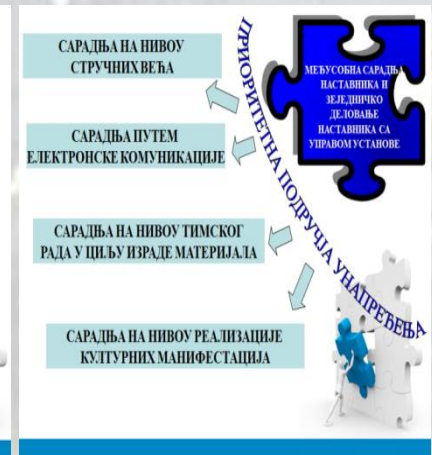 САРАДЊА НА НИВОУ
СТРУЧНИХ ВЕЋА
САРАДЊА ПУТЕМ
ЕЛЕКТРОНСКЕ КОМУНИКАЦИЈЕ
САРАДЊА НА НИВОУ ТИМСКОГ
РАДА У ЦИЉУ ИЗРАДЕ МАТЕРИЈАЛА
САРАДЊА НА НИВОУ РЕАЛИЗАЦИЈЕ
КУЛТУРНИХ МАНИФЕСТАЦИЈА
ПРИОРИТЕТНА ПОДРУЧЈА УНАПРЕЂЕЊА
МЕЂУСОБНА САРАДЊА
НАСТАВНИКА И
ЗЕЈЕДНИЧКО
ДЕЛОВАЊЕ
НАСТАВНИКА СА
УПРАВОМ УСТАНОВЕ